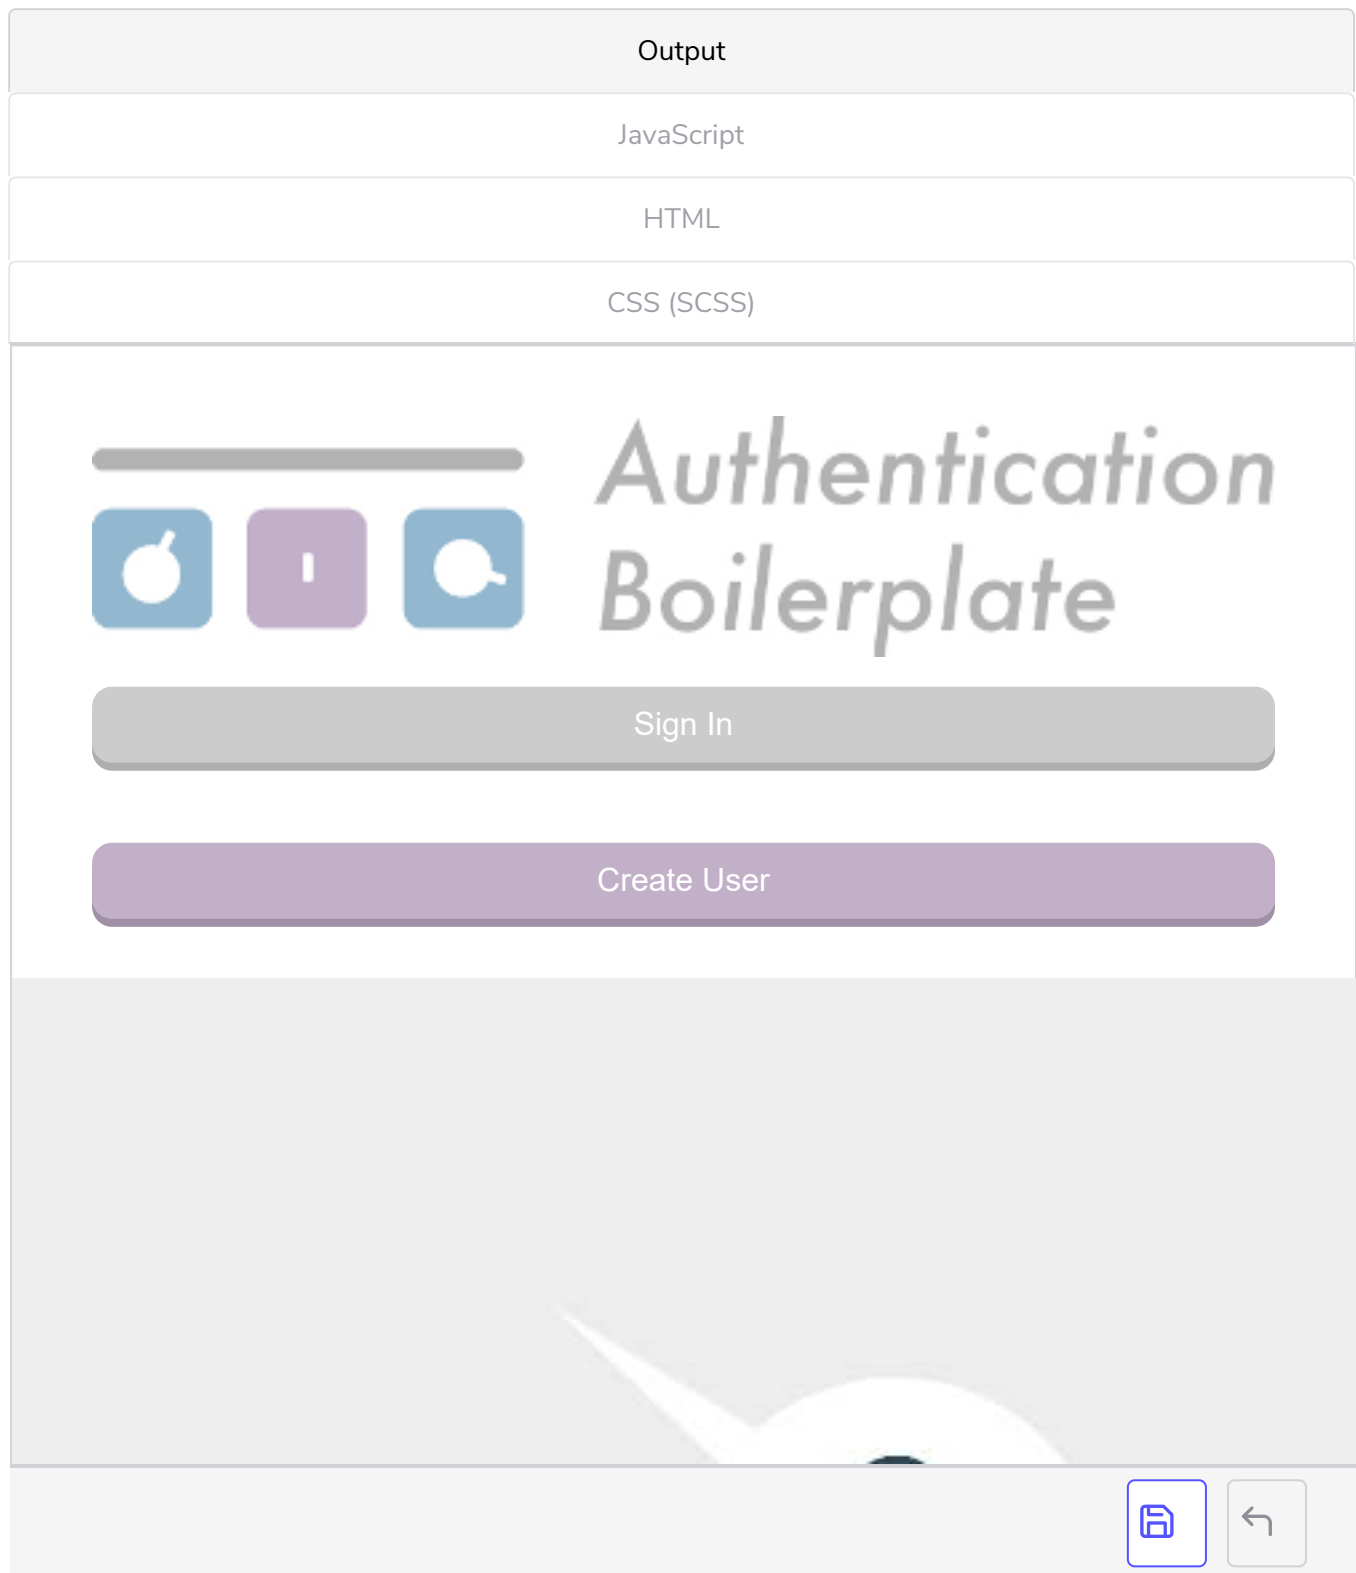 Output
JavaScript
HTML
CSS (SCSS)
Authentication
Boilerplate
Sign In
Create User